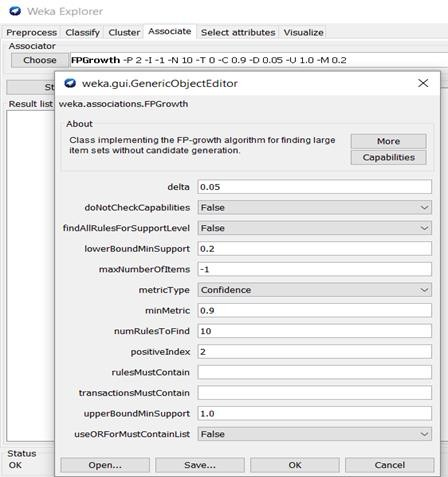 Weka Explorer
Preprocess Classify Cluster Associate Select attributes Visualize
Associator
Choose FPGrowth -P 2 -I -1 -N 10 -T 0 -C 0.9 -D 0.05 -U 1.0 -M 0.2
St
Result list
weka.gui.GenericObjectEditor
weka.associations.FPGrowth
About
Class implementing the FP-growth algorithm for finding large
item sets without candidate generation.
More
Capabilities
delta 0.05
doNotCheckCapabilities False
findAllRulesForSupportLevel False
lowerBoundMinSupport 0.2
maxNumberOfItems -1
metricType Confidence
minMetric 0.9
numRulesToFind 10
positiveIndex 2
rulesMustContain
transactionsMustContain
upperBoundMinSupport 1.0
useORForMustContainList False
Open... Save... OK Cancel
Status
OK